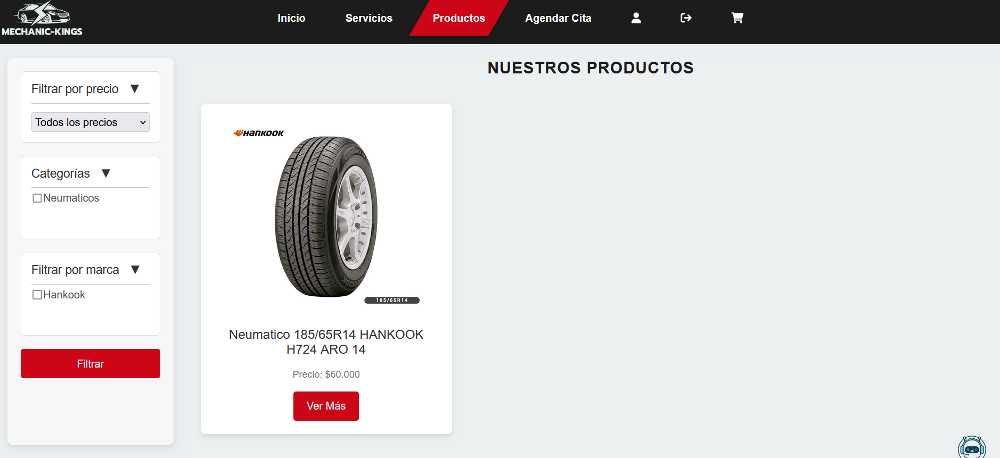 MECHANIC-KINGS
Inicio
Servicios
Productos
Agendar Cita
NUESTROS PRODUCTOS
Filtrar por precio ▼
Todos los precios
Categorías ▼
Neumaticos
Filtrar por marca ▼
Hankook
Filtrar
HANKOOK
185/65R14
Neumatico 185/65R14 HANKOOK
H724 ARO 14
Precio: $60.000
Ver Más